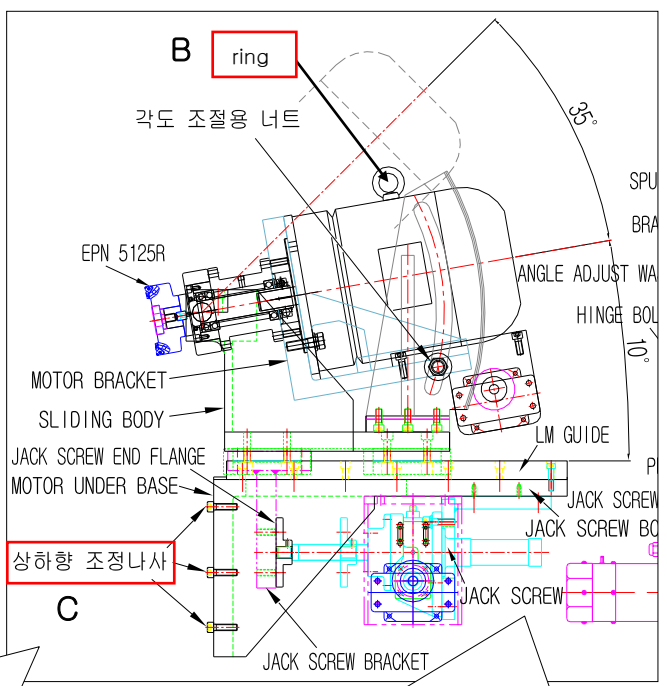 B
ring
각도 조절용 너트
35°
SPU
BRA
EPN 5125R
ANGLE ADJUST WA
HINGE BOL
10°
MOTOR BRACKET
SLIDING BODY
LM GUIDE
JACK SCREW END FLANGE
MOTOR UNDER BASE
P
JACK SCREW
JACK SCREW BO
상하향 조정나사
C
JACK SCREW
JACK SCREW BRACKET